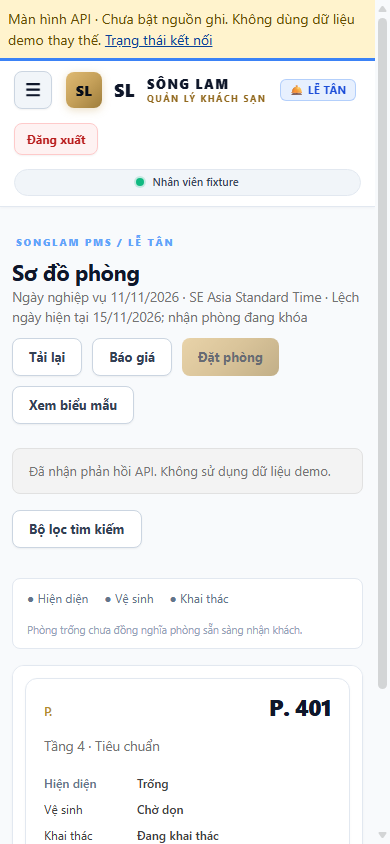 Màn hình API · Chưa bật nguồn ghi. Không dùng dữ liệu
demo thay thế. Trạng thái kết nối
☰ SL SL SÔNG LAM 🛎️ LỄ TÂN
QUẢN LÝ KHÁCH SẠN
Đăng xuất
Nhân viên fixture
SONGLAM PMS / LỄ TÂN
Sơ đồ phòng
Ngày nghiệp vụ 11/11/2026 · SE Asia Standard Time · Lệch
ngày hiện tại 15/11/2026; nhận phòng đang khóa
Tải lại Báo giá Đặt phòng
Xem biểu mẫu
Đã nhận phản hồi API. Không sử dụng dữ liệu demo.
Bộ lọc tìm kiếm
● Hiện diện ● Vệ sinh ● Khai thác
Phòng trống chưa đồng nghĩa phòng sẵn sàng nhận khách.
P. P. 401
Tầng 4 · Tiêu chuẩn
Hiện diện Trống
Vệ sinh Chờ dọn
Khai thác Đang khai thác